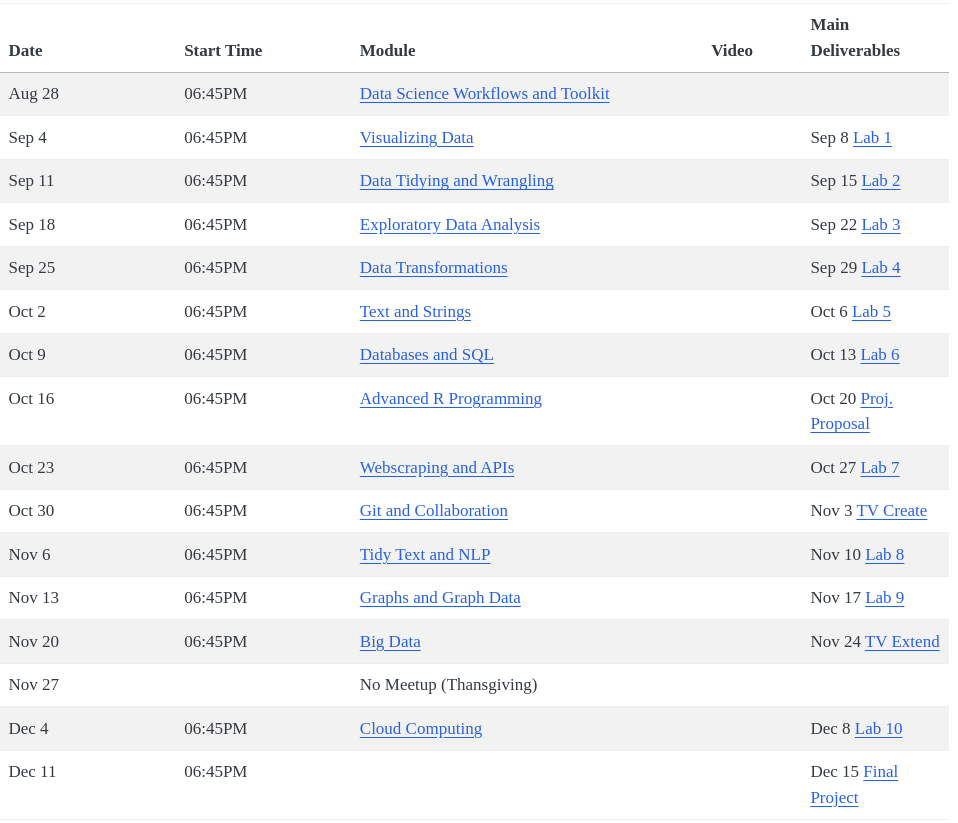 Date Start Time Module Video Main Deliverables
Aug 28 06:45PM Data Science Workflows and Toolkit
Sep 4 06:45PM Visualizing Data Sep 8 Lab 1
Sep 11 06:45PM Data Tidying and Wrangling Sep 15 Lab 2
Sep 18 06:45PM Exploratory Data Analysis Sep 22 Lab 3
Sep 25 06:45PM Data Transformations Sep 29 Lab 4
Oct 2 06:45PM Text and Strings Oct 6 Lab 5
Oct 9 06:45PM Databases and SQL Oct 13 Lab 6
Oct 16 06:45PM Advanced R Programming Oct 20 Proj.
Proposal
Oct 23 06:45PM Webscraping and APIs Oct 27 Lab 7
Oct 30 06:45PM Git and Collaboration Nov 3 TV Create
Nov 6 06:45PM Tidy Text and NLP Nov 10 Lab 8
Nov 13 06:45PM Graphs and Graph Data Nov 17 Lab 9
Nov 20 06:45PM Big Data Nov 24 TV Extend
Nov 27 No Meetup (Thansgiving)
Dec 4 06:45PM Cloud Computing Dec 8 Lab 10
Dec 11 06:45PM Dec 15 Final
Project